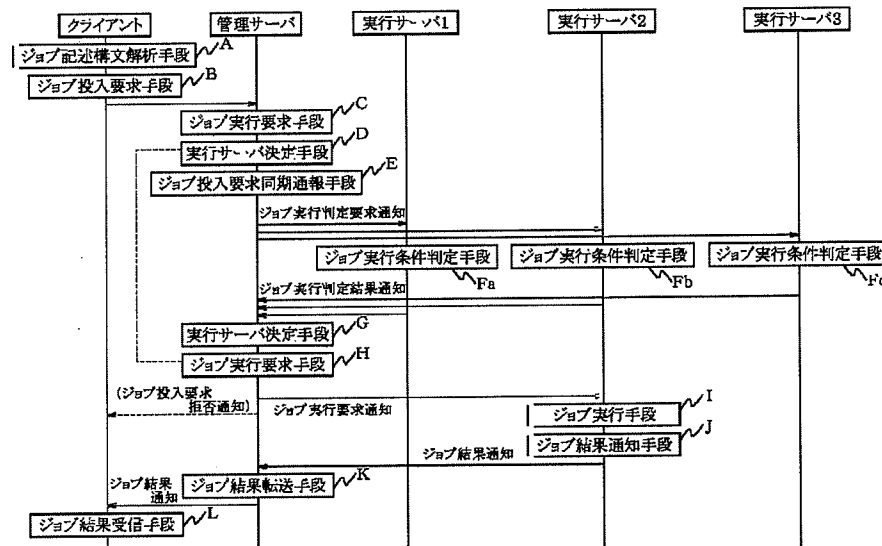 クライアント
管理サーバ
実行サーバ1
実行サーバ2
実行サーバ3
ジョブ記述構文解析手段
A
ジョブ投入要求手段
B
ジョブ実行要求手段
C
実行サーバ決定手段
D
ジョブ投入要求同期通報手段
E
ジョブ実行判定要求通知
ジョブ実行条件判定手段
ジョブ実行条件判定手段
ジョブ実行条件判定手段
Fa
Fb
Fc
ジョブ実行判定結果通知
実行サーバ決定手段
G
ジョブ実行要求手段
H
(ジョブ投入要求
拒否通知)
ジョブ実行要求通知
ジョブ実行手段
I
ジョブ結果通知手段
J
ジョブ結果通知
ジョブ結果転送手段
K
ジョブ結果
通知
ジョブ結果受信手段
L